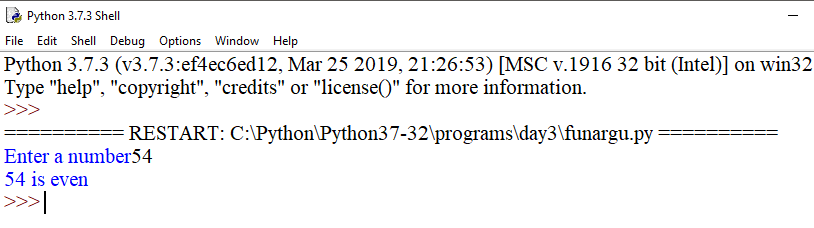 Python 3.7.3 Shell
File Edit Shell Debug Options Window Help
Python 3.7.3 (v3.7.3:ef4ec6ed12, Mar 25 2019, 21:26:53) [MSC v.1916 32 bit (Intel)] on win32
Type "help", "copyright", "credits" or "license()" for more information.
>>>
========== RESTART: C:\Python\Python37-32\programs\day3\funargu.py ==========
Enter a number54
54 is even
>>>